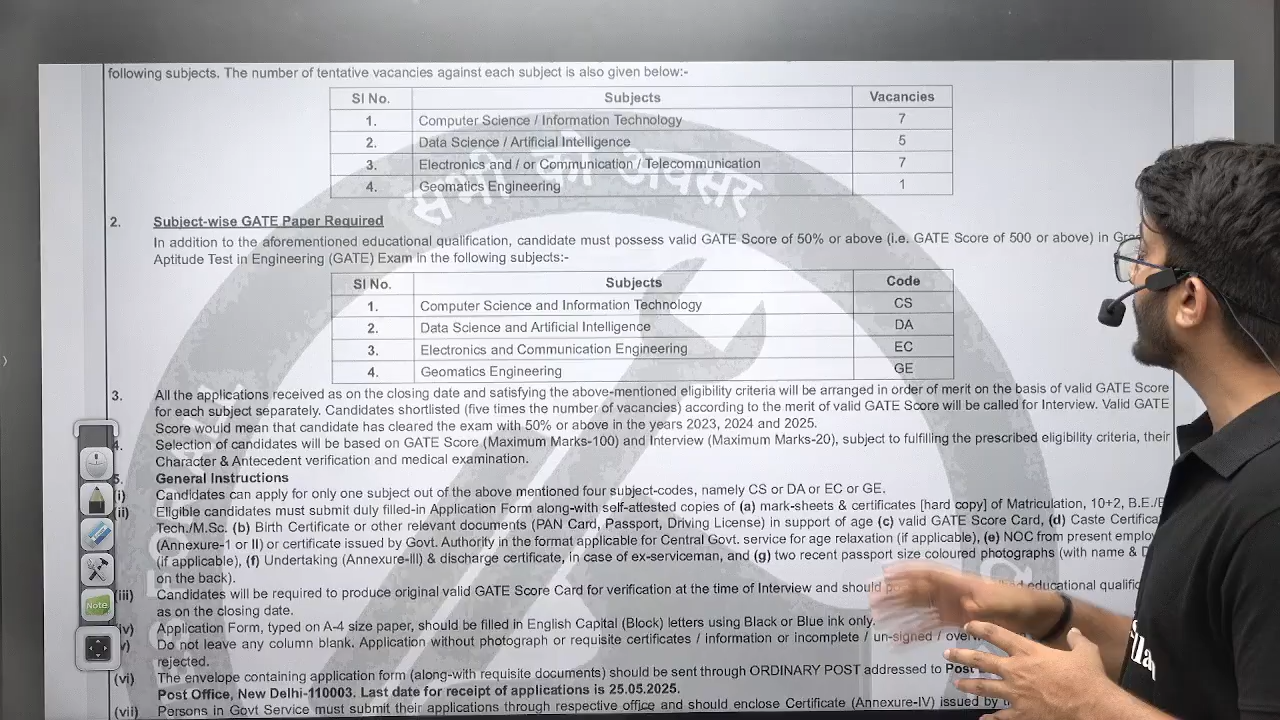 following subjects. The number of tentative vacancies against each subject is also given below:-
Sl No. Subjects Vacancies
1. Computer Science / Information Technology 7
2. Data Science / Artificial Intelligence 5
3. Electronics and / or Communication / Telecommunication 7
4. Geomatics Engineering 1
सभी को अवसर
2. Subject-wise GATE Paper Required
In addition to the aforementioned educational qualification, candidate must possess valid GATE Score of 50% or above (i.e. GATE Score of 500 or above) in
Aptitude Test in Engineering (GATE) Exam in the following subjects:-
Sl No. Subjects Code
1. Computer Science and Information Technology CS
2. Data Science and Artificial Intelligence DA
3. Electronics and Communication Engineering EC
4. Geomatics Engineering GE
3. All the applications received as on the closing date and satisfying the above-mentioned eligibility criteria will be arranged in order of merit on the basis of valid GATE Score
for each subject separately. Candidates shortlisted (five times the number of vacancies) according to the merit of valid GATE Score will be called for Interview. Valid GATE
Score would mean that candidate has cleared the exam with 50% or above in the years 2023, 2024 and 2025.
4. Selection of candidates will be based on GATE Score (Maximum Marks-100) and Interview (Maximum Marks-20), subject to fulfilling the prescribed eligibility criteria, their
Character & Antecedent verification and medical examination.
5. General Instructions
(i) Candidates can apply for only one subject out of the above mentioned four subject-codes, namely CS or DA or EC or GE.
(ii) Eligible candidates must submit duly filled-in Application Form along-with self-attested copies of (a) mark-sheets & certificates [hard copy] of Matriculation, 10+2, B.E./B
Tech/M.Sc. (b) Birth Certificate or other relevant documents (PAN Card, Passport, Driving License) in support of age (c) valid GATE Score Card, (d) Caste Certifica
(Annexure-1 or II) or certificate issued by Govt. Authority in the format applicable for Central Govt. service for age relaxation (if applicable), (e) NOC from present employ
(if applicable), (f) Undertaking (Annexure-III) & discharge certificate, in case of ex-serviceman, and (g) two recent passport size coloured photographs (with name & D
on the back).
(iii) Candidates will be required to produce original valid GATE Score Card for verification at the time of Interview and should educational qualific
as on the closing date.
(iv) Application Form, typed on A-4 size paper, should be filled in English Capital (Block) letters using Black or Blue ink only.
(v) Do not leave any column blank. Application without photograph or requisite certificates / information or incomplete / un-signed /
rejected.
(vi) The envelope containing application form (along-with requisite documents) should be sent through ORDINARY POST addressed to Post
Post Office, New Delhi-110003. Last date for receipt of applications is 25.05.2025.
(vii) Persons in Govt Service must submit their applications through respective office and should enclose Certificate (Annexure-IV) issued by
Note